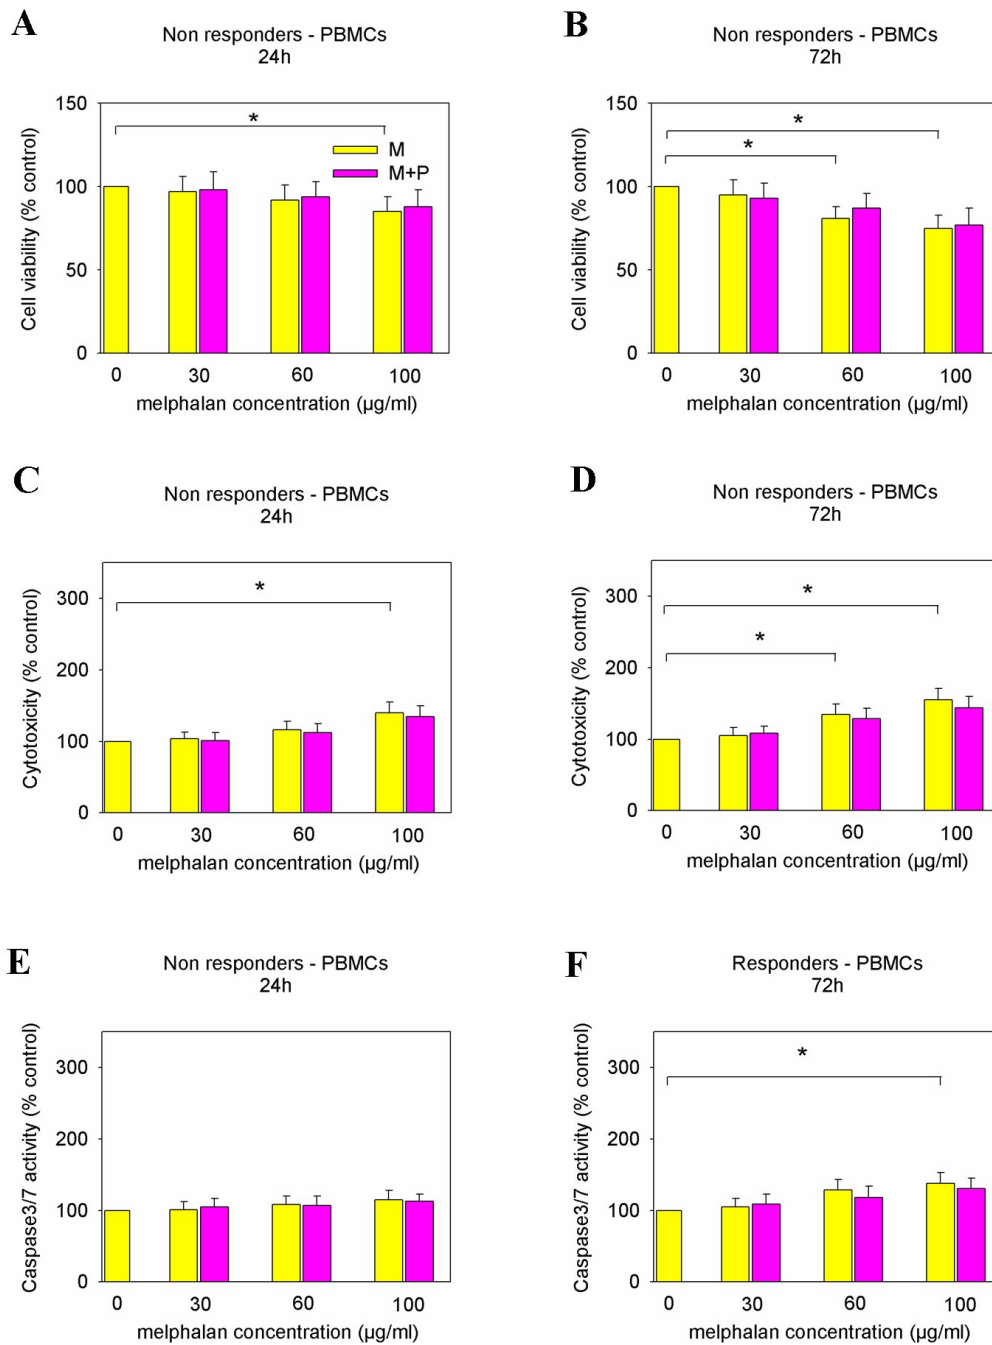 A
Non responders - PBMCs
24h
Cell viability (% control)
150
100
50
0
*
M
M+P
0 30 60 100
melphalan concentration (µg/ml)
B
Non responders - PBMCs
72h
Cell viability (% control)
150
100
50
0
*
*
0 30 60 100
melphalan concentration (µg/ml)
C
Non responders - PBMCs
24h
Cytotoxicity (% control)
300
200
100
0
*
0 30 60 100
melphalan concentration (µg/ml)
D
Non responders - PBMCs
72h
Cytotoxicity (% control)
300
200
100
0
*
*
0 30 60 100
melphalan concentration (µg/ml)
E
Non responders - PBMCs
24h
Caspase3/7 activity (% control)
300
200
100
0
0 30 60 100
melphalan concentration (µg/ml)
F
Responders - PBMCs
72h
Caspase3/7 activity (% control)
300
200
100
0
*
0 30 60 100
melphalan concentration (µg/ml)